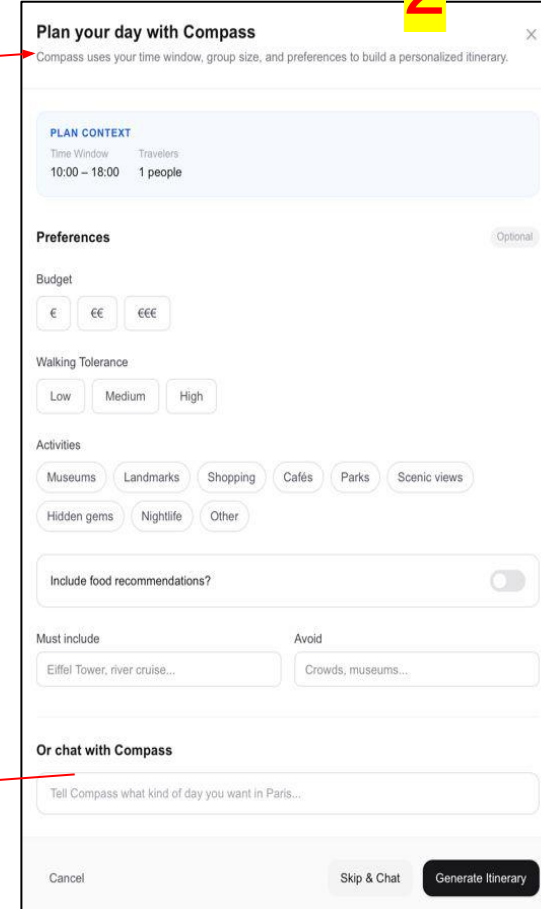 2
Plan your day with Compass
Compass uses your time window, group size, and preferences to build a personalized itinerary.
PLAN CONTEXT
Time Window Travelers
10:00 – 18:00 1 people
Preferences Optional
Budget
€ €€ €€€
Walking Tolerance
Low Medium High
Activities
Museums Landmarks Shopping Cafés Parks Scenic views
Hidden gems Nightlife Other
Include food recommendations?
Must include Avoid
Eiffel Tower, river cruise... Crowds, museums...
Or chat with Compass
Tell Compass what kind of day you want in Paris...
Cancel Skip & Chat Generate Itinerary